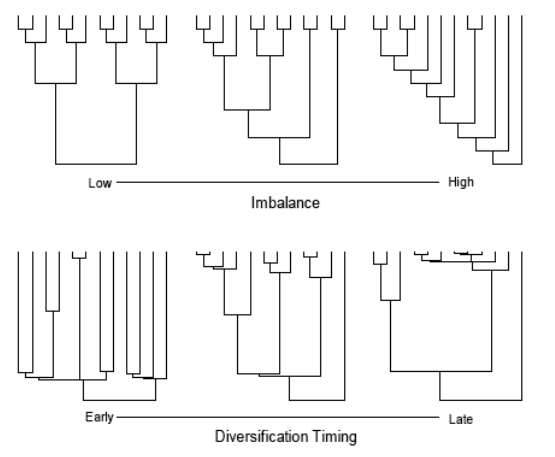 Low High
Imbalance
Early Late
Diversification Timing